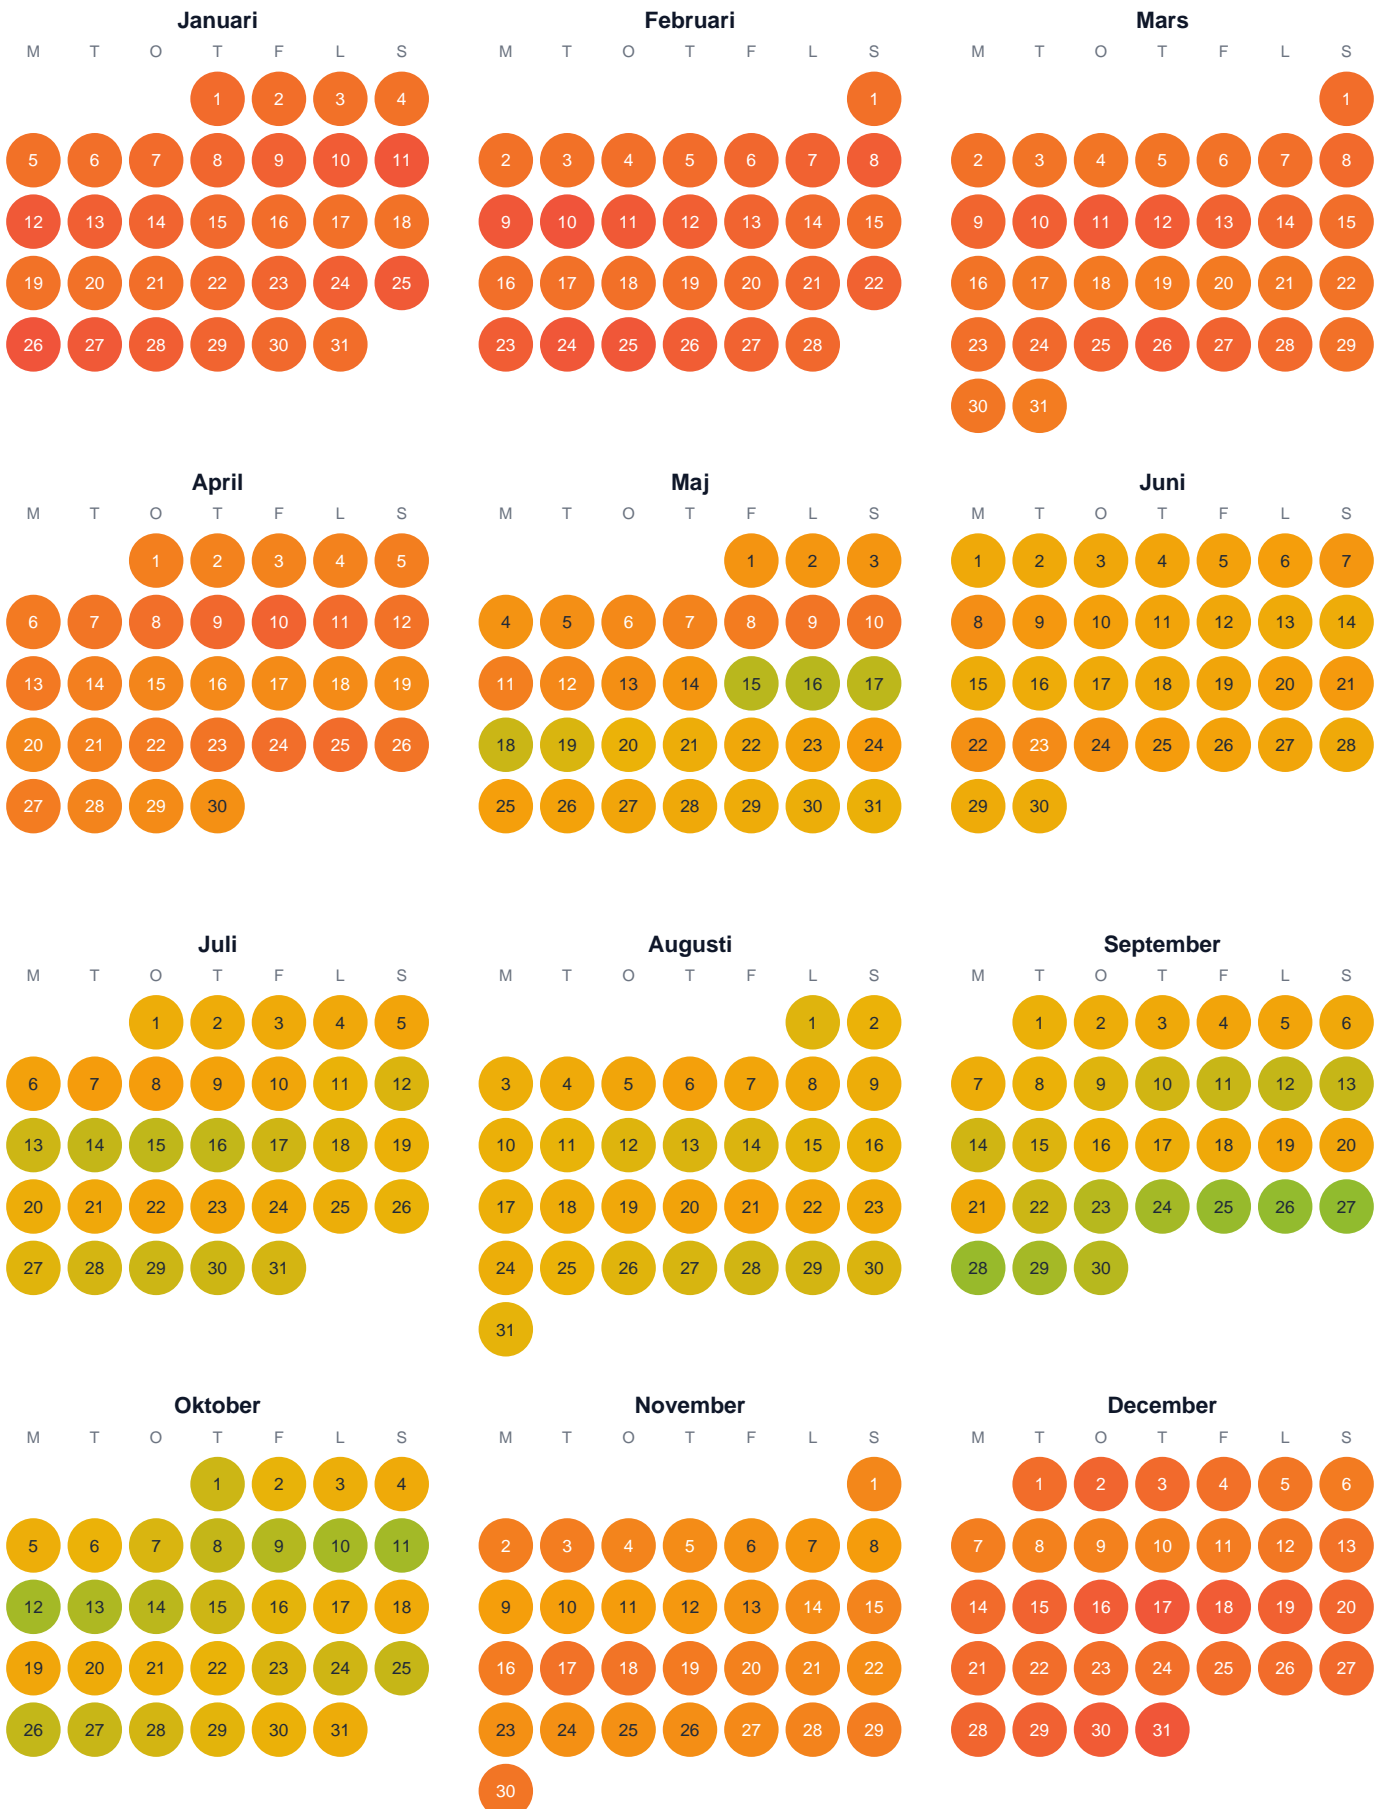 Januari Februari Mars
M T O T F L S M T O T F L S M T O T F L S
1 2 3 4 1 1
5 6 7 8 9 10 11 2 3 4 5 6 7 8 2 3 4 5 6 7 8
12 13 14 15 16 17 18 9 10 11 12 13 14 15 9 10 11 12 13 14 15
19 20 21 22 23 24 25 16 17 18 19 20 21 22 16 17 18 19 20 21 22
26 27 28 29 30 31 23 24 25 26 27 28 23 24 25 26 27 28 29
30 31
April Maj Juni
M T O T F L S M T O T F L S M T O T F L S
1 2 3 4 5 1 2 3 1 2 3 4 5 6 7
6 7 8 9 10 11 12 4 5 6 7 8 9 10 8 9 10 11 12 13 14
13 14 15 16 17 18 19 11 12 13 14 15 16 17 15 16 17 18 19 20 21
20 21 22 23 24 25 26 18 19 20 21 22 23 24 22 23 24 25 26 27 28
27 28 29 30 25 26 27 28 29 30 31 29 30
Juli Augusti September
M T O T F L S M T O T F L S M T O T F L S
1 2 3 4 5 1 2 1 2 3 4 5 6
6 7 8 9 10 11 12 3 4 5 6 7 8 9 7 8 9 10 11 12 13
13 14 15 16 17 18 19 10 11 12 13 14 15 16 14 15 16 17 18 19 20
20 21 22 23 24 25 26 17 18 19 20 21 22 23 21 22 23 24 25 26 27
27 28 29 30 31 24 25 26 27 28 29 30 28 29 30
31
Oktober November December
M T O T F L S M T O T F L S M T O T F L S
1 2 3 4 1 1 2 3 4 5 6
5 6 7 8 9 10 11 2 3 4 5 6 7 8 7 8 9 10 11 12 13
12 13 14 15 16 17 18 9 10 11 12 13 14 15 14 15 16 17 18 19 20
19 20 21 22 23 24 25 16 17 18 19 20 21 22 21 22 23 24 25 26 27
26 27 28 29 30 31 23 24 25 26 27 28 29 28 29 30 31
30